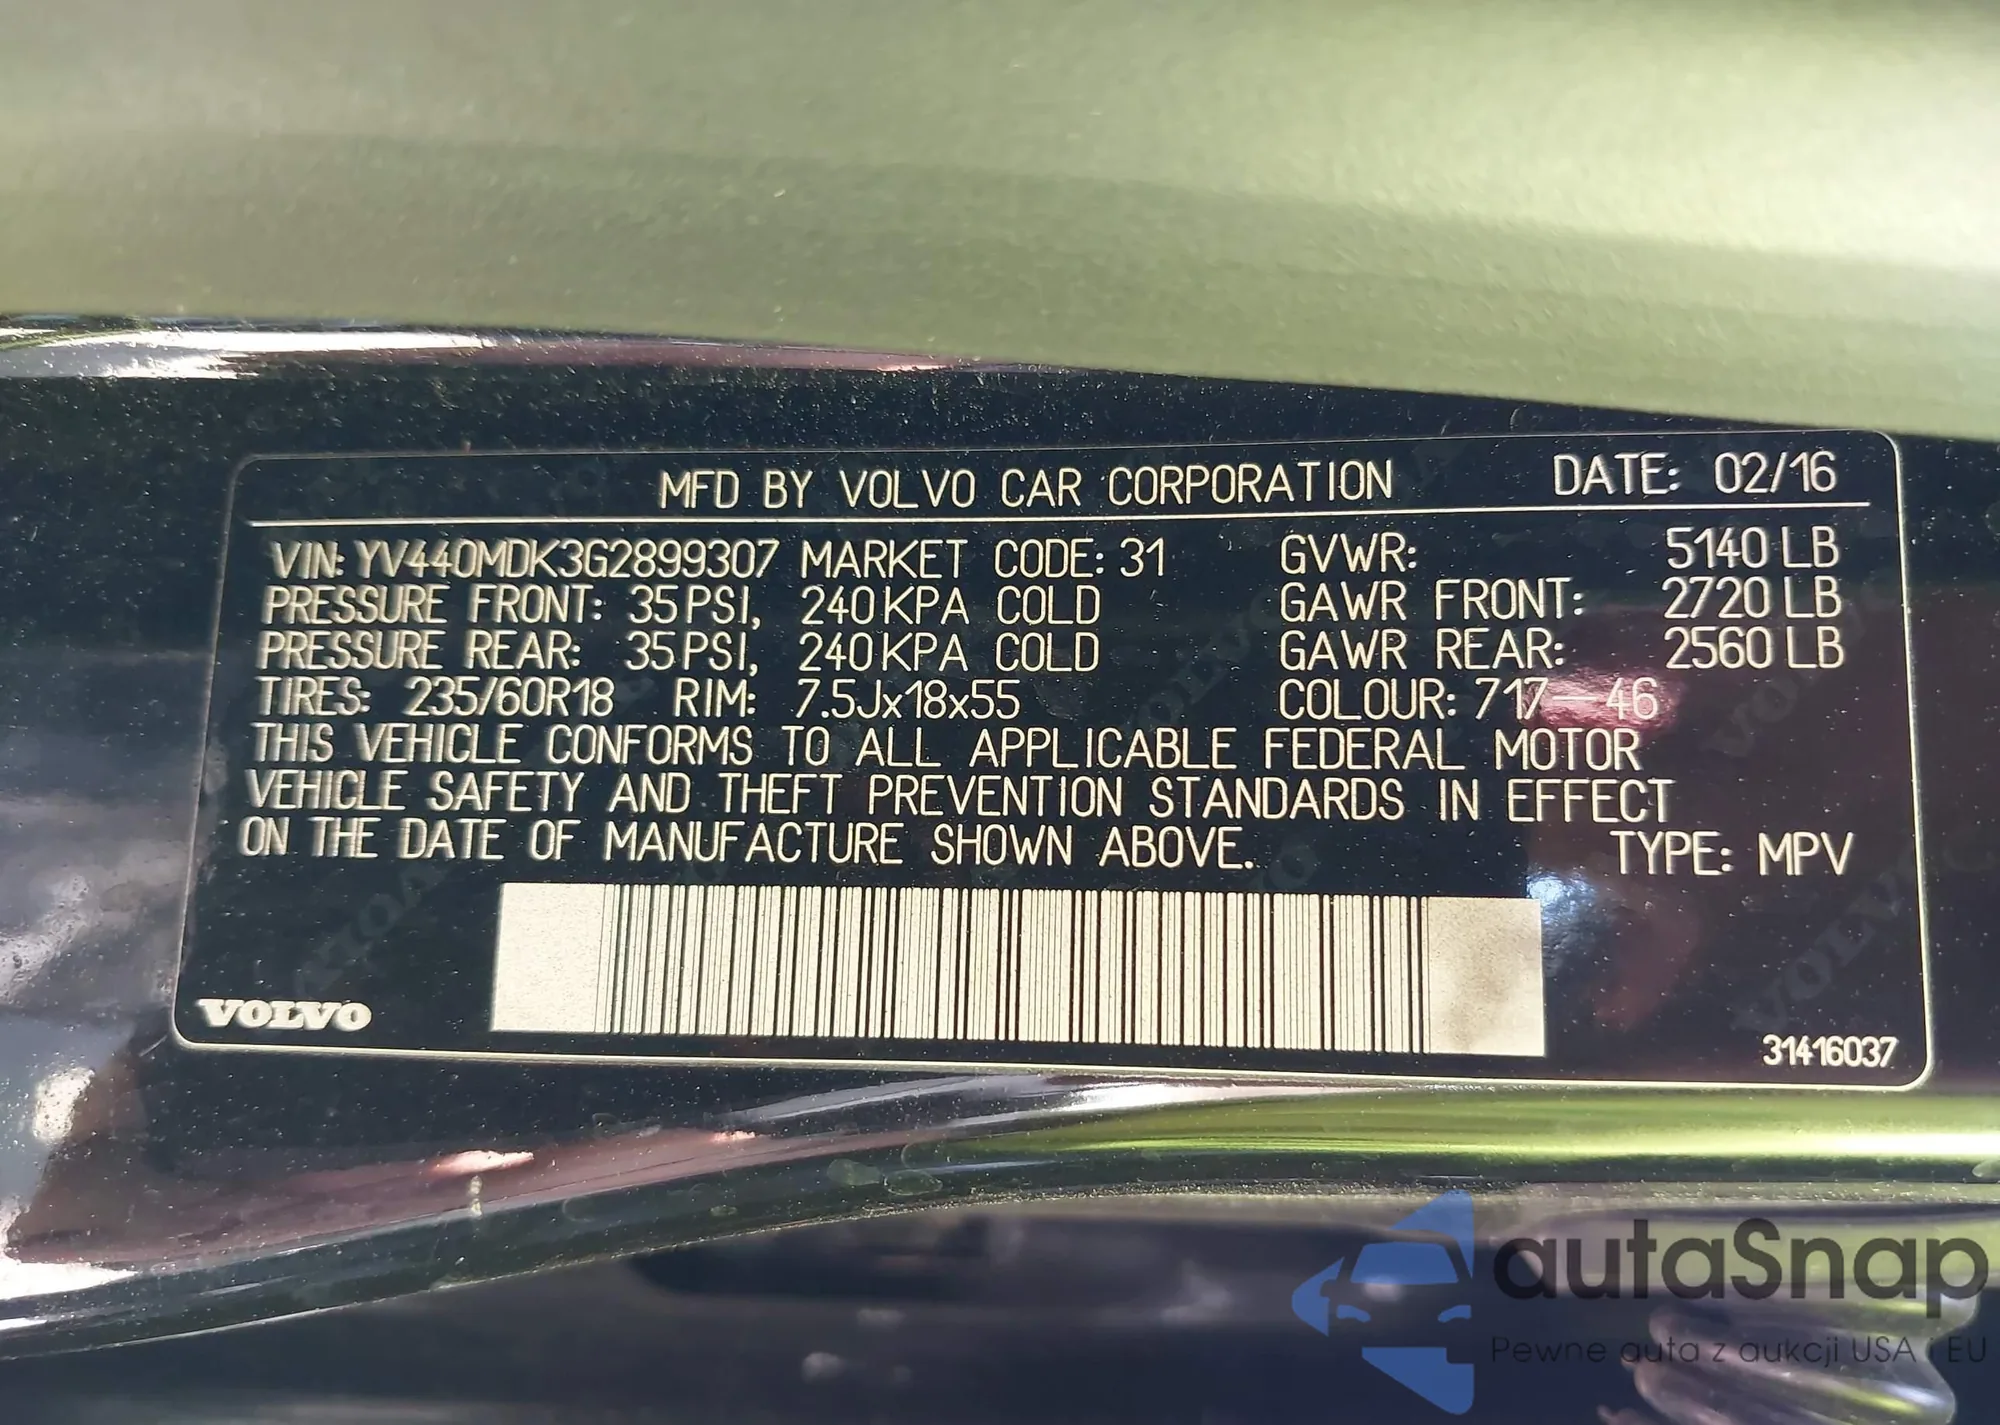 MFD BY VOLVO CAR CORPORATION DATE: 02/16
VIN: YV440MDK3G2899307 MARKET CODE: 31 GVWR: 5140 LB
PRESSURE FRONT: 35 PSI, 240 KPA COLD GAWR FRONT: 2720 LB
PRESSURE REAR: 35 PSI, 240 KPA COLD GAWR REAR: 2560 LB
TIRES: 235/60R18 RIM: 7.5Jx18x55 COLOUR: 717-46
THIS VEHICLE CONFORMS TO ALL APPLICABLE FEDERAL MOTOR
VEHICLE SAFETY AND THEFT PREVENTION STANDARDS IN EFFECT
ON THE DATE OF MANUFACTURE SHOWN ABOVE. TYPE: MPV
VOLVO
31416037
autaSnap
Pewne auta z aukcji USA i EU